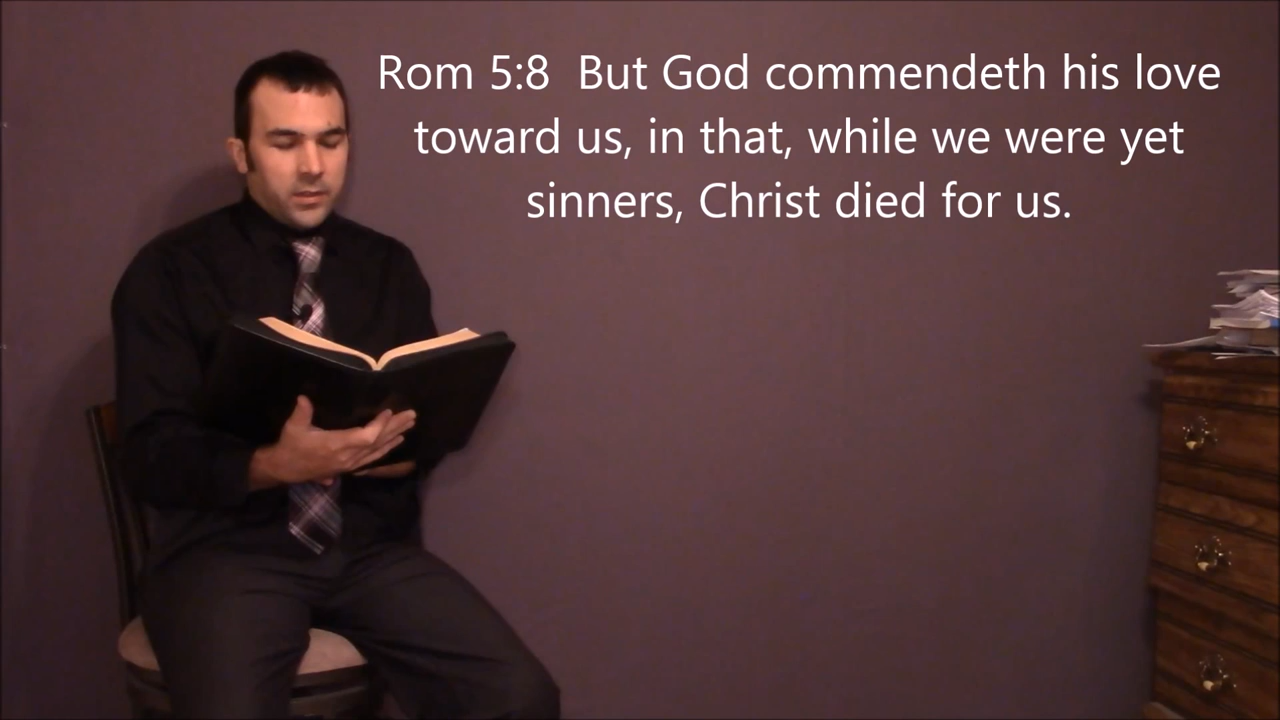 Rom 5:8  But God commendeth his love
toward us, in that, while we were yet
sinners, Christ died for us.